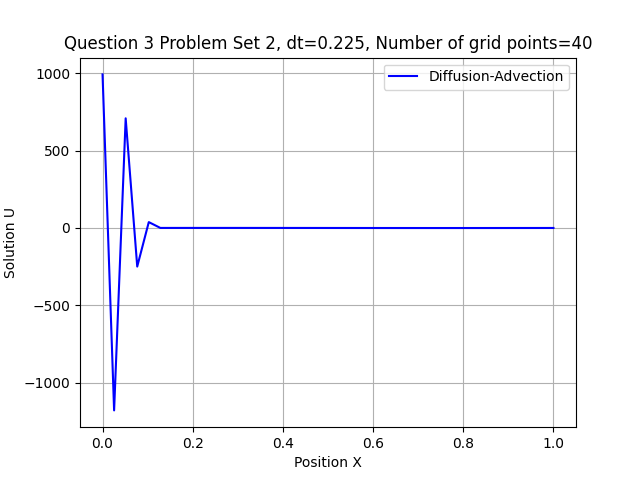 Question 3 Problem Set 2, dt=0.225, Number of grid points=40
Diffusion-Advection
1000
500
0
−500
−1000
Solution U
0.0 0.2 0.4 0.6 0.8 1.0
Position X